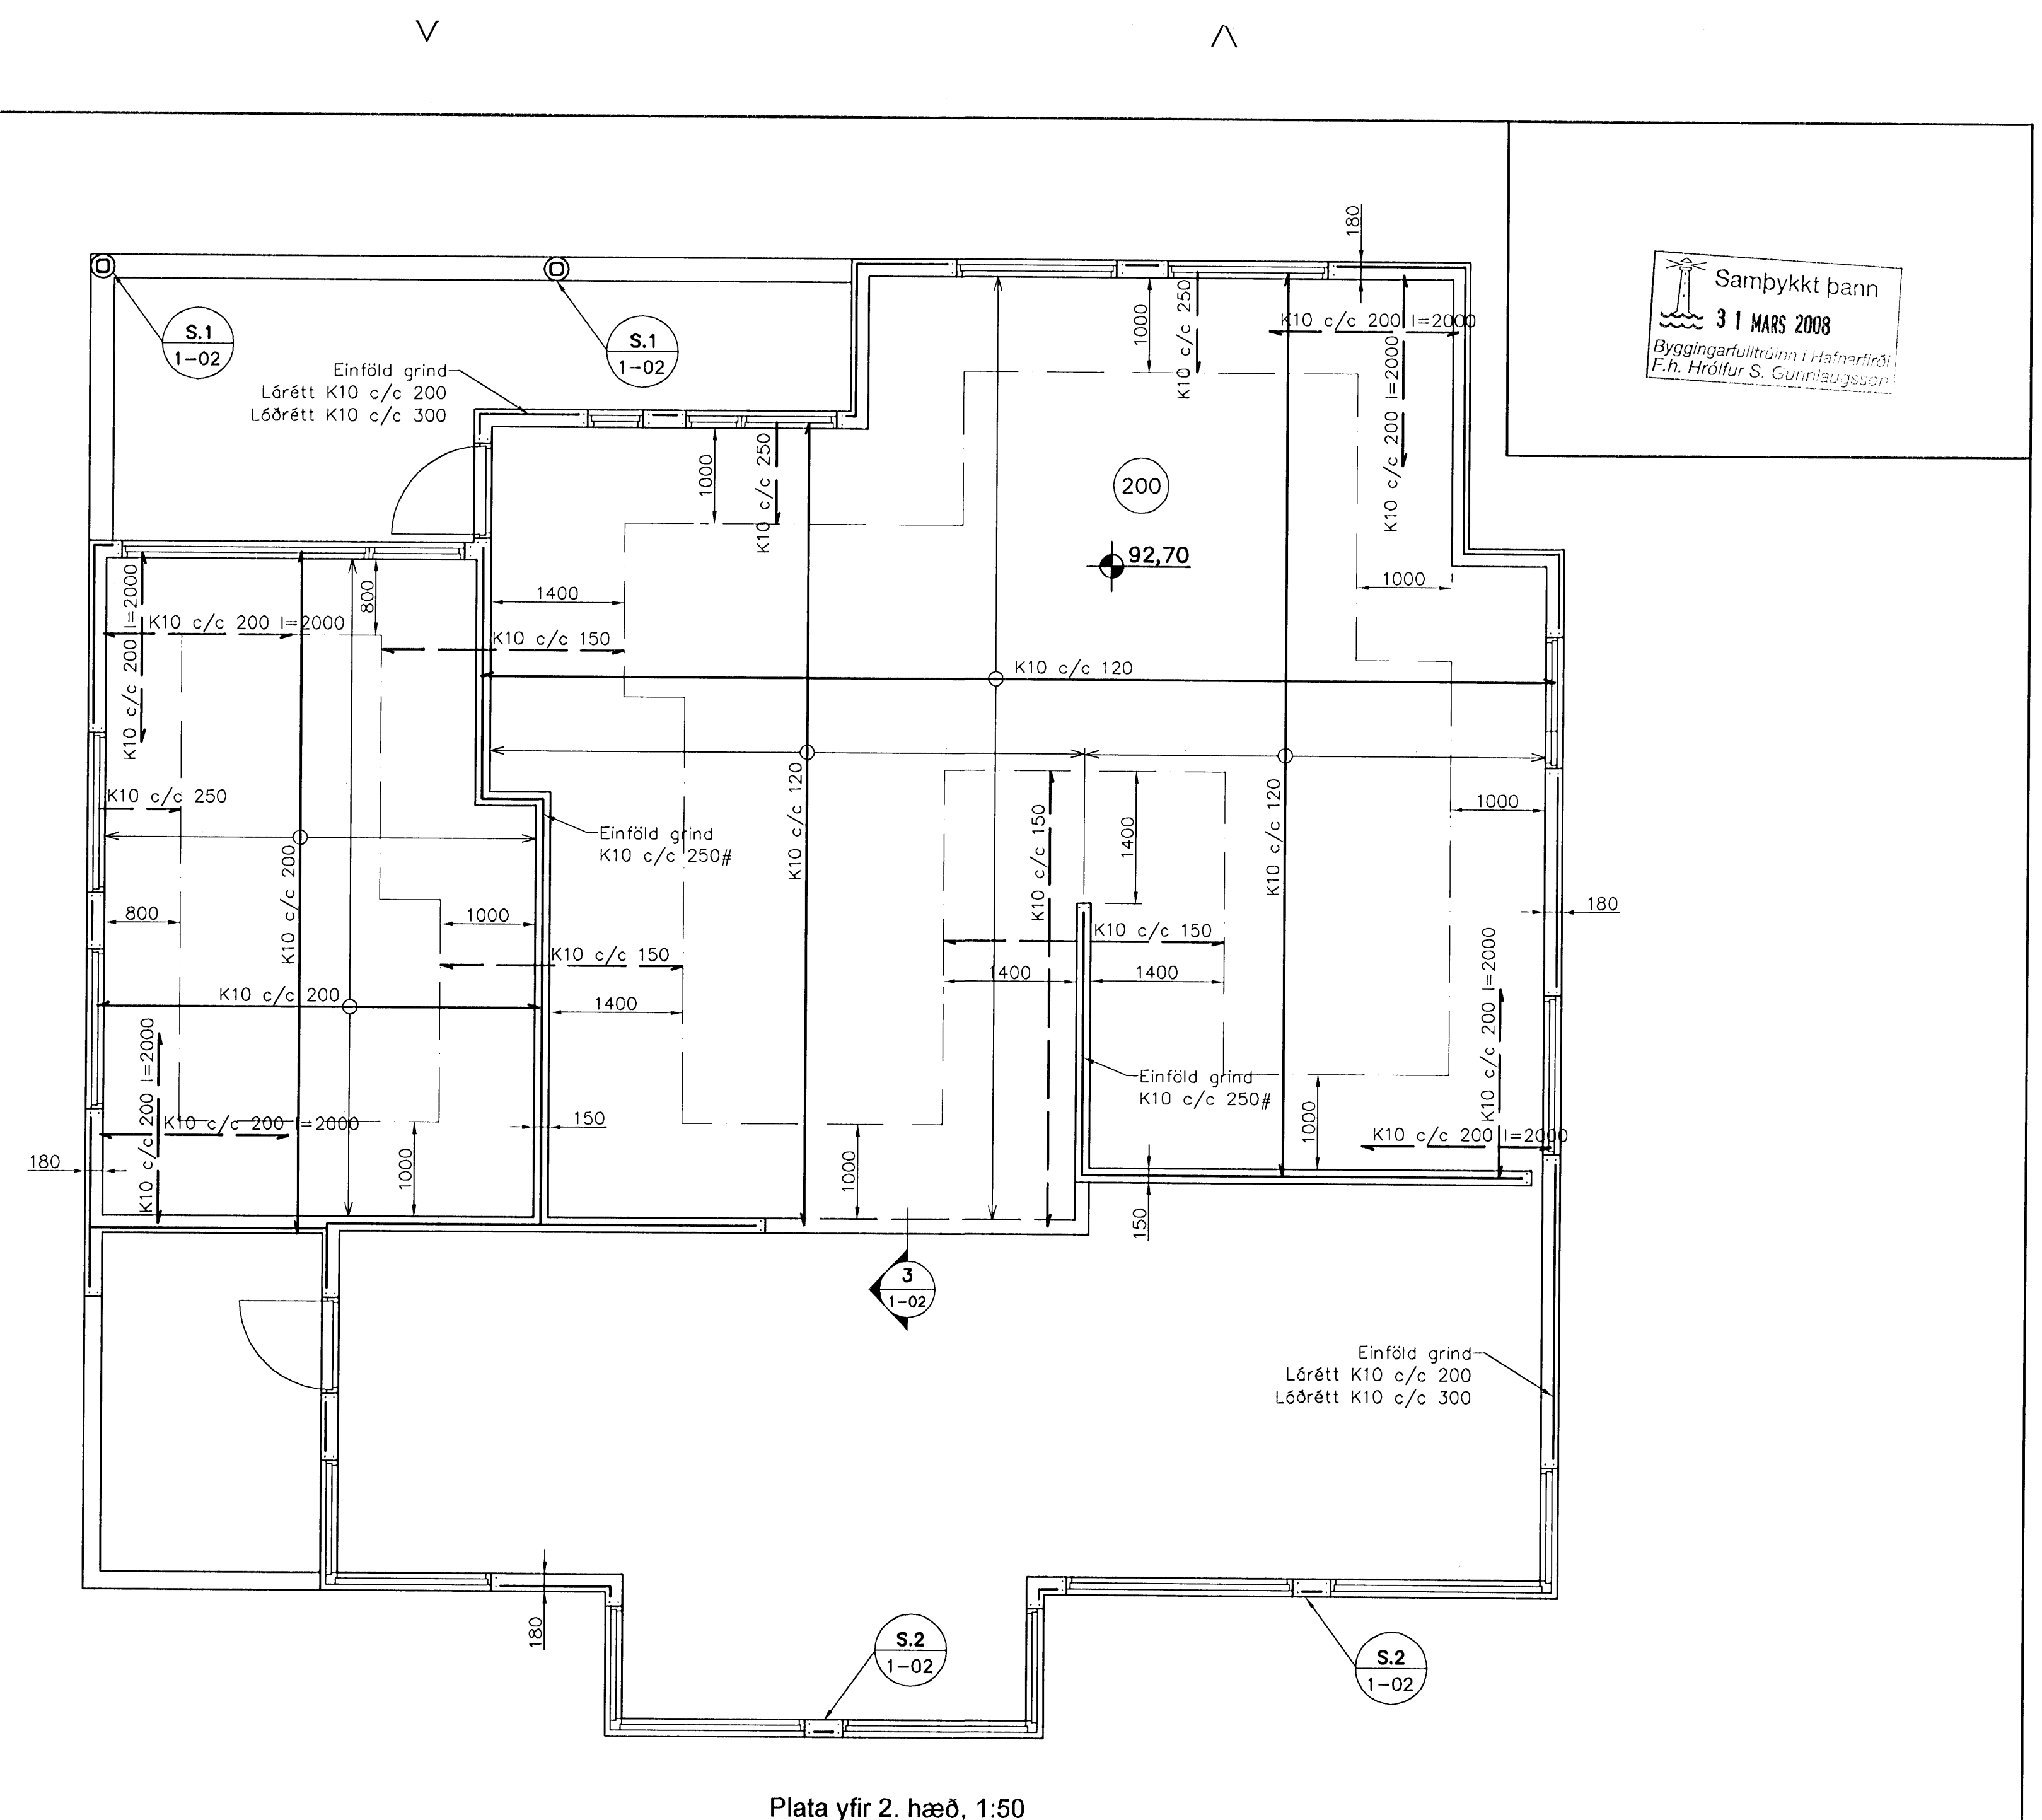 180
Samþykkt þann
3 1 MARS 2008
Byggingarfulltrúinn í Hafnarfirði
F.h. Hrólfur S. Gunnlaugsson
S.1
1-02
S.1
1-02
Einföld grind
Lárétt K10 c/c 200
Lóðrétt K10 c/c 300
1000
K10 c/c 250
K10 c/c 200 l=2000
K10 c/c 200 l=2000
1000
K10 c/c 250
200
92,70
1000
K10 c/c 200 l=2000
K10 c/c 200 l=2000
800
1400
K10 c/c 150
K10 c/c 120
K10 c/c 250
Einföld grind
K10 c/c 250#
K10 c/c 120
K10 c/c 150
1400
K10 c/c 120
1000
K10 c/c 200
800
1000
K10 c/c 150
K10 c/c 150
1400
1400
180
K10 c/c 200
1400
K10 c/c 200 l=2000
K10 c/c 200 l=2000
Einföld grind
K10 c/c 250#
K10 c/c 200 l=2000
150
1000
K10 c/c 200 l=2000
180
1000
1000
150
3
1-02
Einföld grind
Lárétt K10 c/c 200
Lóðrétt K10 c/c 300
180
S.2
1-02
S.2
1-02
Plata yfir 2. hæð, 1:50